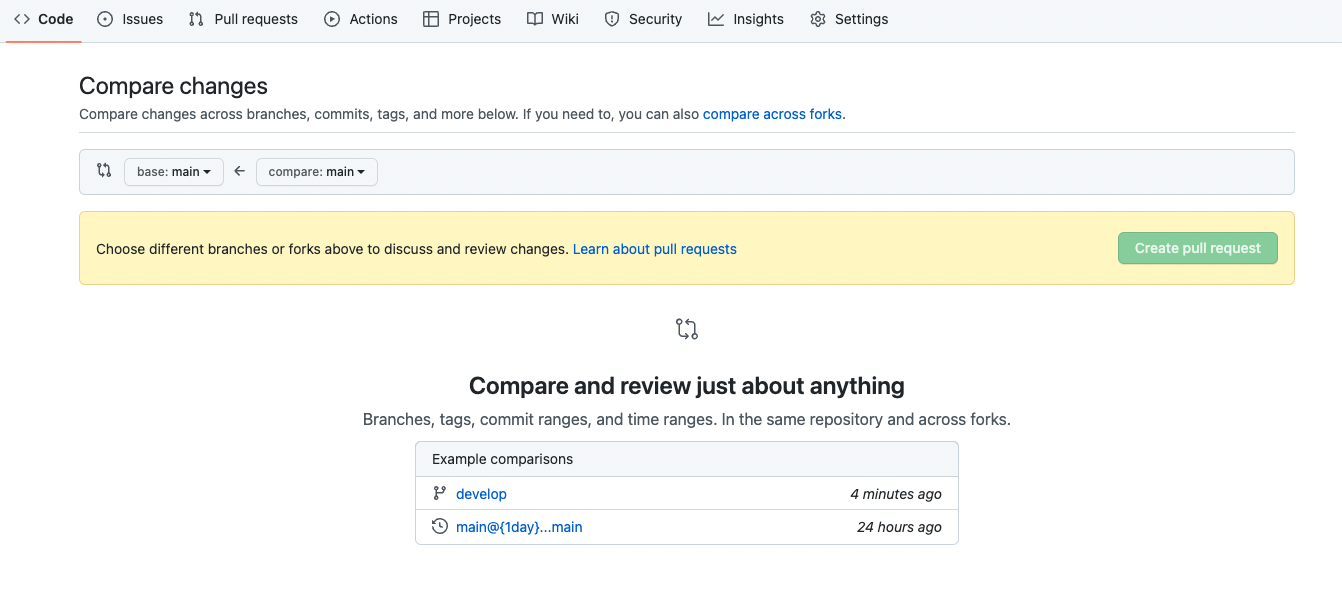 Code Issues Pull requests Actions Projects Wiki Security Insights Settings
Compare changes
Compare changes across branches, commits, tags, and more below. If you need to, you can also compare across forks.
base: main compare: main
Choose different branches or forks above to discuss and review changes. Learn about pull requests Create pull request
Compare and review just about anything
Branches, tags, commit ranges, and time ranges. In the same repository and across forks.
Example comparisons
develop 4 minutes ago
main@{1day}...main 24 hours ago